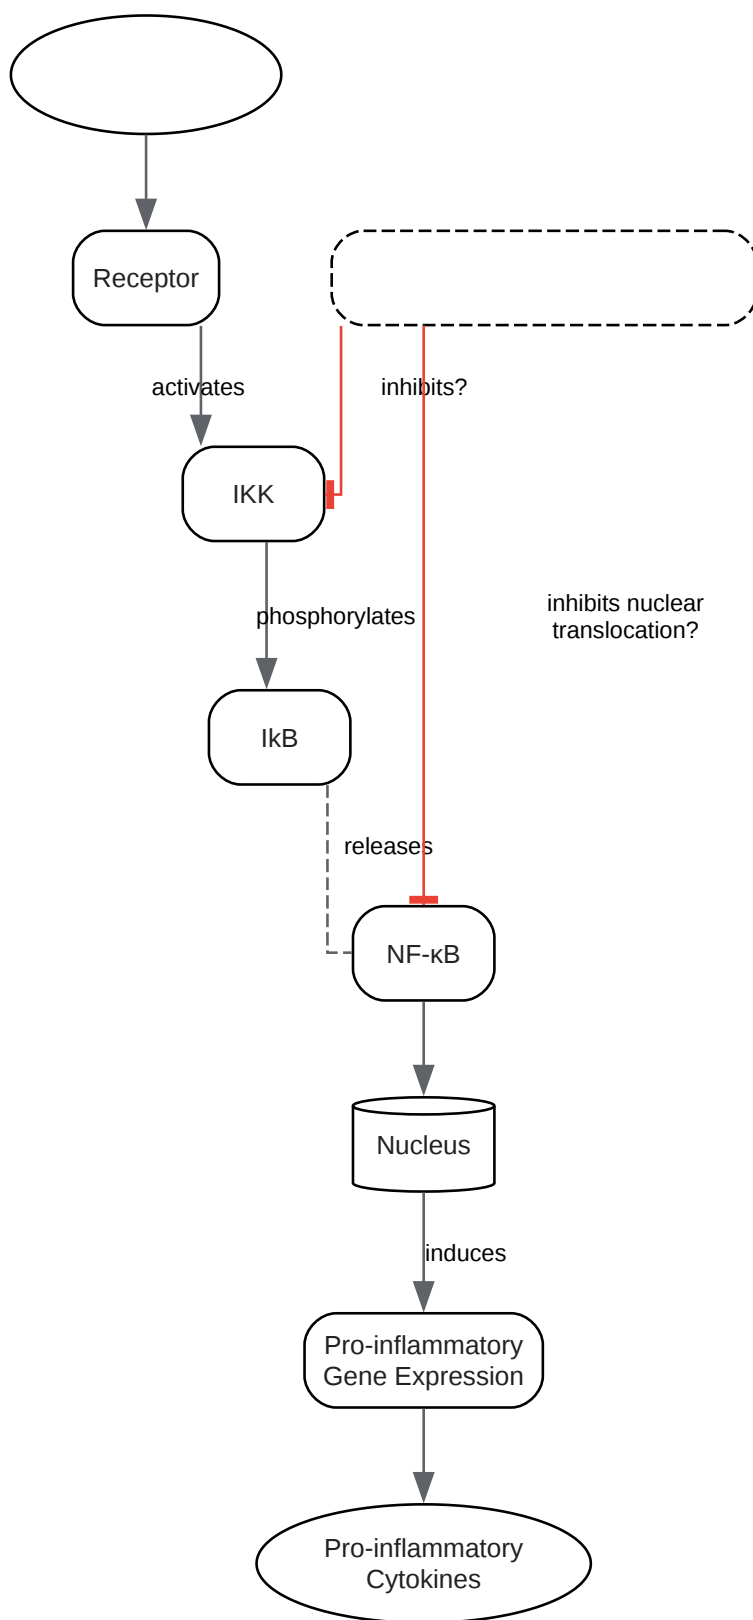 Receptor
activates
inhibits?
IKK
inhibits nuclear
translocation?
phosphorylates
IkB
releases
NF-κB
Nucleus
induces
Pro-inflammatory
Gene Expression
Pro-inflammatory
Cytokines